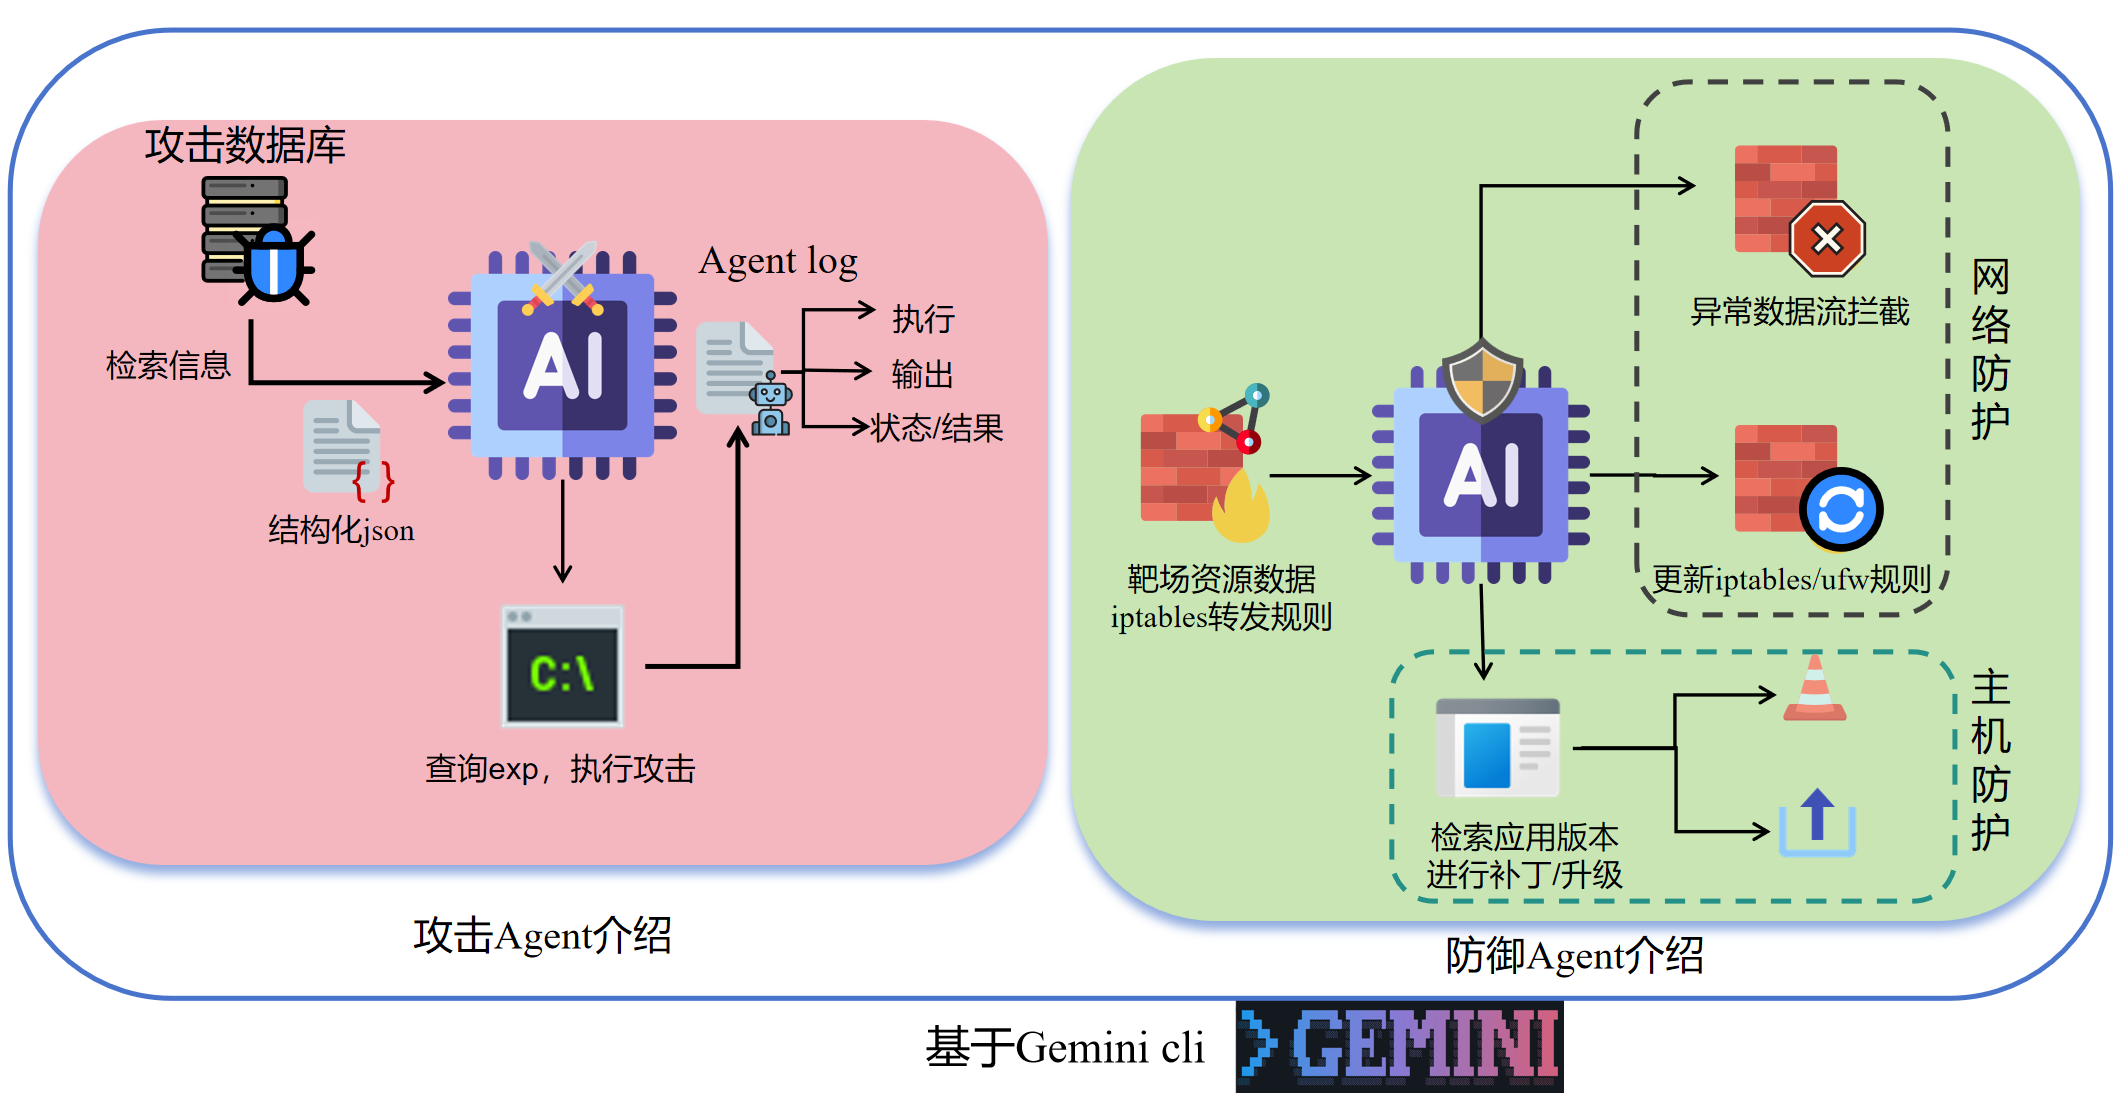 攻击数据库
检索信息
结构化json
{ }
AI
Agent log
执行
输出
状态/结果
C:\
查询exp，执行攻击
攻击Agent介绍
靶场资源数据
iptables转发规则
AI
异常数据流拦截
更新iptables/ufw规则
网络防护
检索应用版本
进行补丁/升级
主机防护
防御Agent介绍
基于Gemini cli
>GEMINI